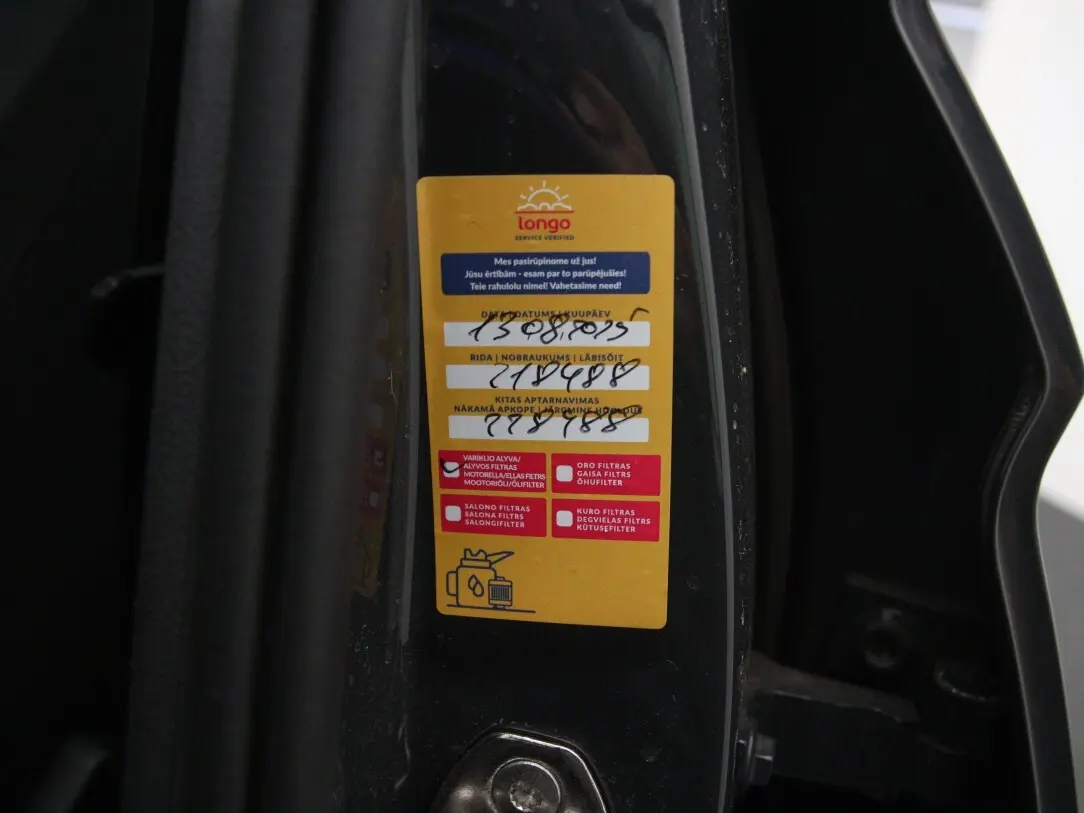 longo
SERVICE VERIFIED
Mes pasirūpinome už jus!
Jūsu ērtībām - esam par to parūpējušies!
Teie rahulolu nimel! Vahetasime need!
DATA | DATUMS | KUUPÄEV
13.08.2025
RIDA | NOBRAUKUMS | LÄBISÕIT
218488
KITAS APTARNAVIMAS
NĀKAMĀ APKOPE | JÄRGMINE HOOLDUS
228488
VARIKLIO ALYVA/
ALYVOS FILTRAS
MOTOREĻĻA/EĻĻAS FILTRS
MOOTORIÕLI/ÕLIFILTER
ORO FILTRAS
GAISA FILTRS
ÕHUFILTER
SALONO FILTRAS
SALONA FILTRS
SALONGIFILTER
KURO FILTRAS
DEGVIELAS FILTRS
KÜTUSEFILTER